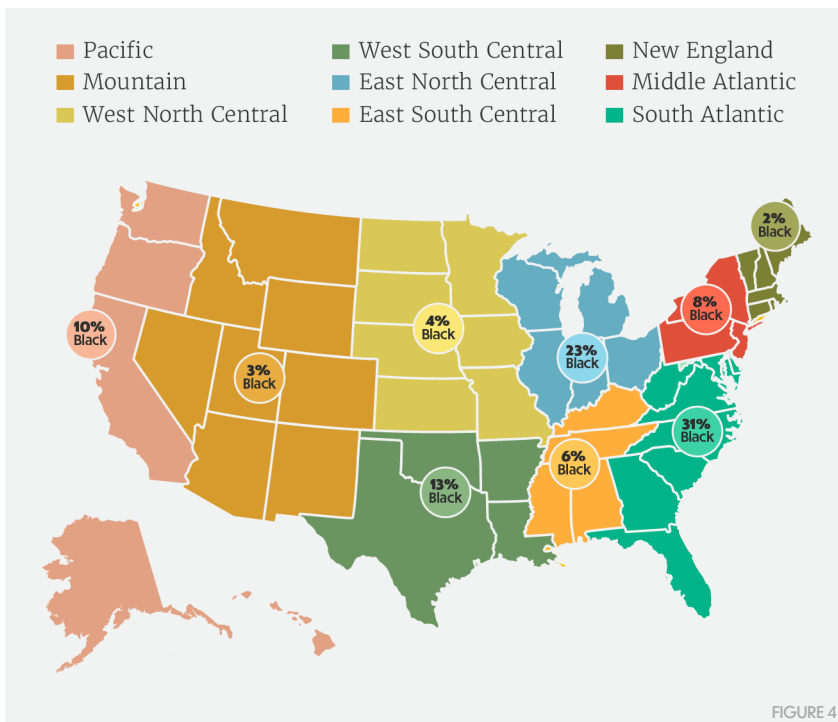 Pacific
Mountain
West North Central
West South Central
East North Central
East South Central
New England
Middle Atlantic
South Atlantic
2%
Black
8%
Black
10%
Black
4%
Black
23%
Black
3%
Black
31%
Black
6%
Black
13%
Black
FIGURE 4